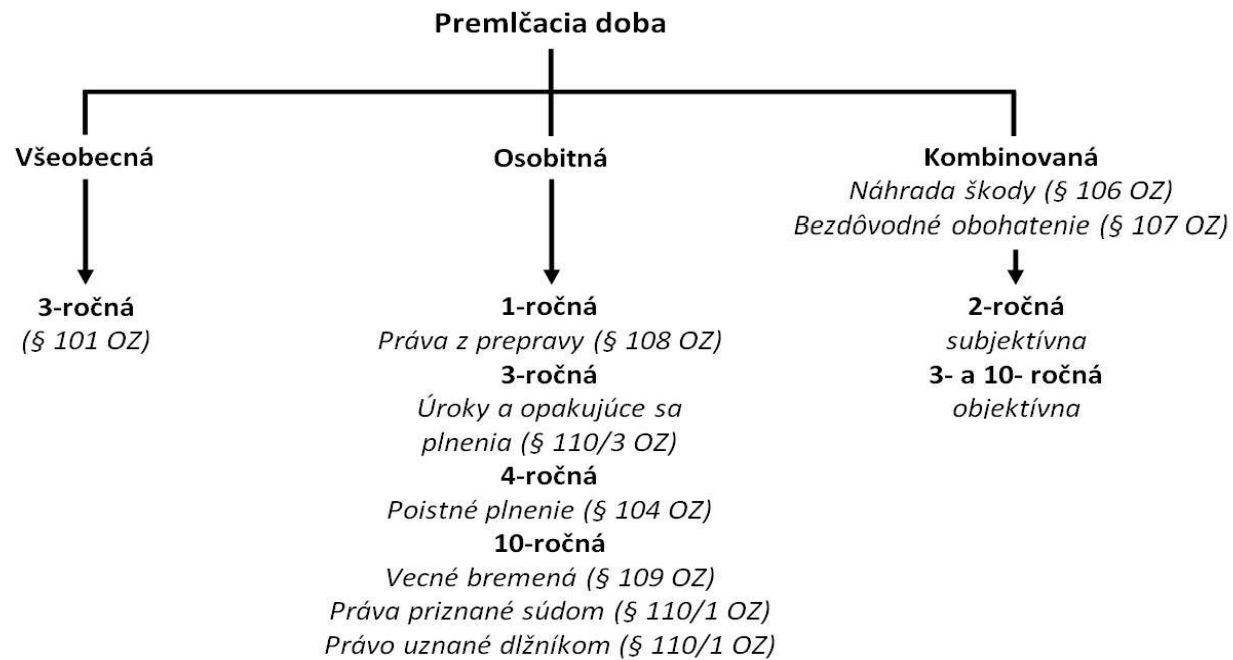 Premlčacia doba
Všeobecná
3-ročná
(§ 101 OZ)
Osobitná
1-ročná
Práva z prepravy (§ 108 OZ)
3-ročná
Úroky a opakujúce sa
plnenia (§ 110/3 OZ)
4-ročná
Poistné plnenie (§ 104 OZ)
10-ročná
Vecné bremená (§ 109 OZ)
Práva priznané súdom (§ 110/1 OZ)
Právo uznané dlžníkom (§ 110/1 OZ)
Kombinovaná
Náhrada škody (§ 106 OZ)
Bezdôvodné obohatenie (§ 107 OZ)
2-ročná
subjektívna
3- a 10- ročná
objektívna